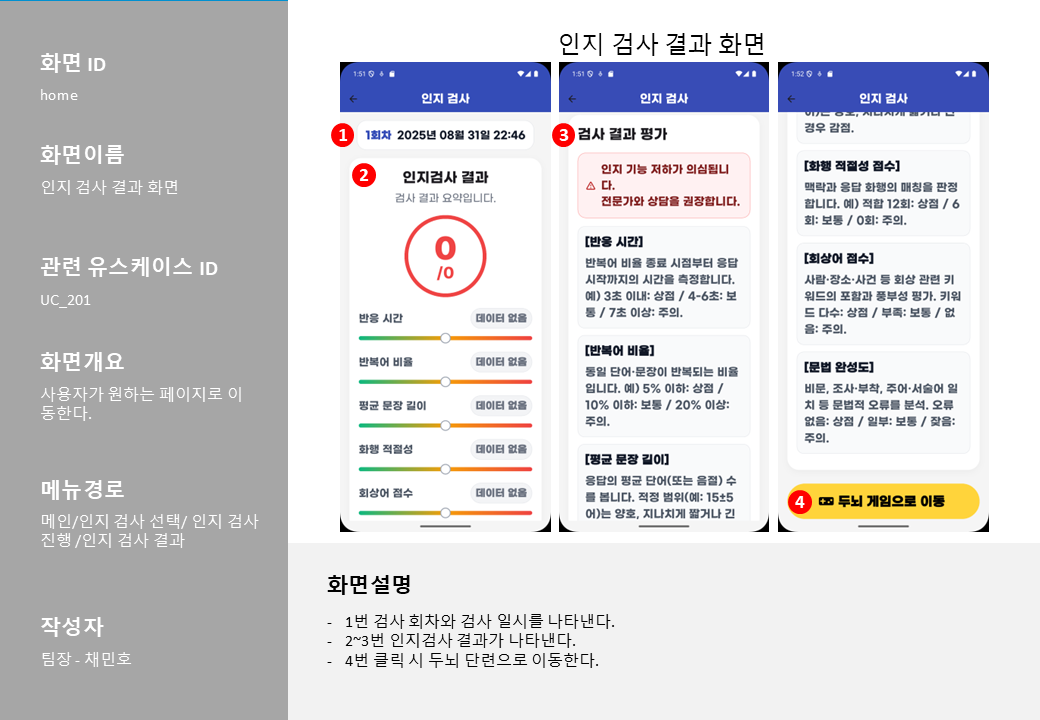 화면 ID
home
화면이름
인지 검사 결과 화면
관련 유스케이스 ID
UC_201
화면개요
사용자가 원하는 페이지로 이
동한다.
메뉴경로
메인/인지 검사 선택/ 인지 검사
진행 /인지 검사 결과
작성자
팀장 - 채민호
인지 검사 결과 화면
1:51
인지 검사
1
1회차 2025년 08월 31일 22:46
2
인지검사 결과
검사 결과 요약입니다.
0
/0
반응 시간 데이터 없음
반복어 비율 데이터 없음
평균 문장 길이 데이터 없음
화행 적절성 데이터 없음
회상어 점수 데이터 없음
1:51
인지 검사
3
검사 결과 평가
인지 기능 저하가 의심됩니
다.
전문가와 상담을 권장합니다.
[반응 시간]
반복어 비율 종료 시점부터 응답
시작까지의 시간을 측정합니다.
예) 3초 이내: 상점 / 4-6초: 보
통 / 7초 이상: 주의.
[반복어 비율]
동일 단어·문장이 반복되는 비율
입니다. 예) 5% 이하: 상점 /
10% 이하: 보통 / 20% 이상:
주의.
[평균 문장 길이]
응답의 평균 단어(또는 음절) 수
를 봅니다. 적정 범위(예: 15±5
어)는 양호, 지나치게 짧거나 긴
1:52
인지 검사
어)는 양호, 지나치게 짧거나 긴
경우 감점.
[화행 적절성 점수]
맥락과 응답 화행의 매칭을 판정
합니다. 예) 적합 12회: 상점 / 6
회: 보통 / 0회: 주의.
[회상어 점수]
사람·장소·사건 등 회상 관련 키
워드의 포함과 풍부성 평가. 키워
드 다수: 상점 / 부족: 보통 / 없
음: 주의.
[문법 완성도]
비문, 조사·부착, 주어·서술어 일
치 등 문법적 오류를 분석. 오류
없음: 상점 / 일부: 보통 / 잦음:
주의.
4
두뇌 게임으로 이동
화면설명
- 1번 검사 회차와 검사 일시를 나타낸다.
- 2~3번 인지검사 결과가 나타낸다.
- 4번 클릭 시 두뇌 단련으로 이동한다.